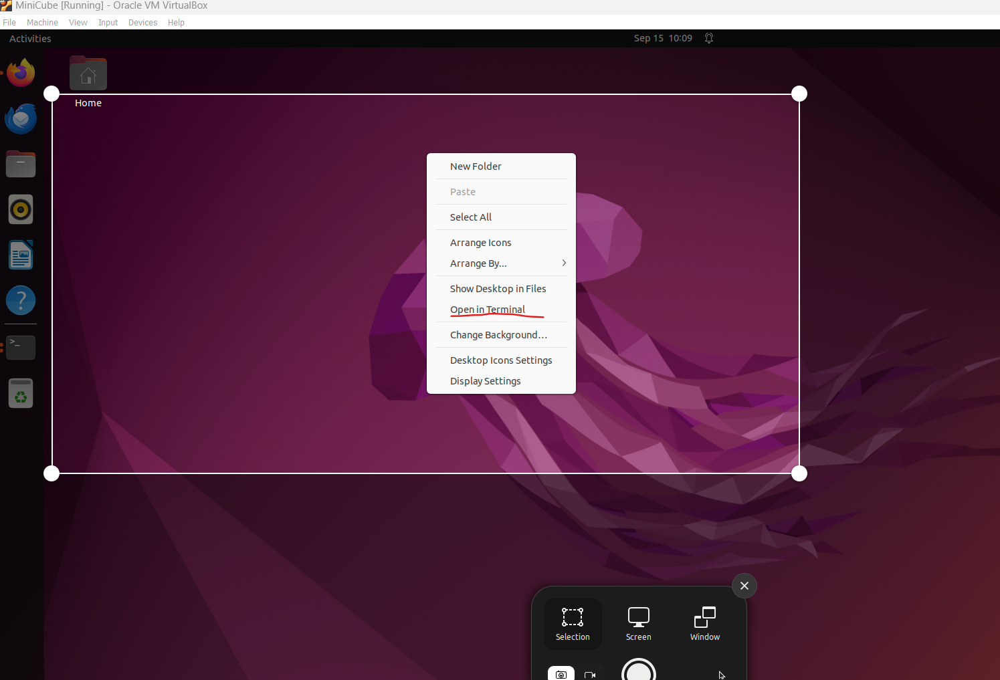 MiniCube [Running] - Oracle VM VirtualBox
File Machine View Input Devices Help
Activities Sep 15 10:09
Home
New Folder
Paste
Select All
Arrange Icons
Arrange By...
Show Desktop in Files
Open in Terminal
Change Background…
Desktop Icons Settings
Display Settings
?
>_
Selection Screen Window